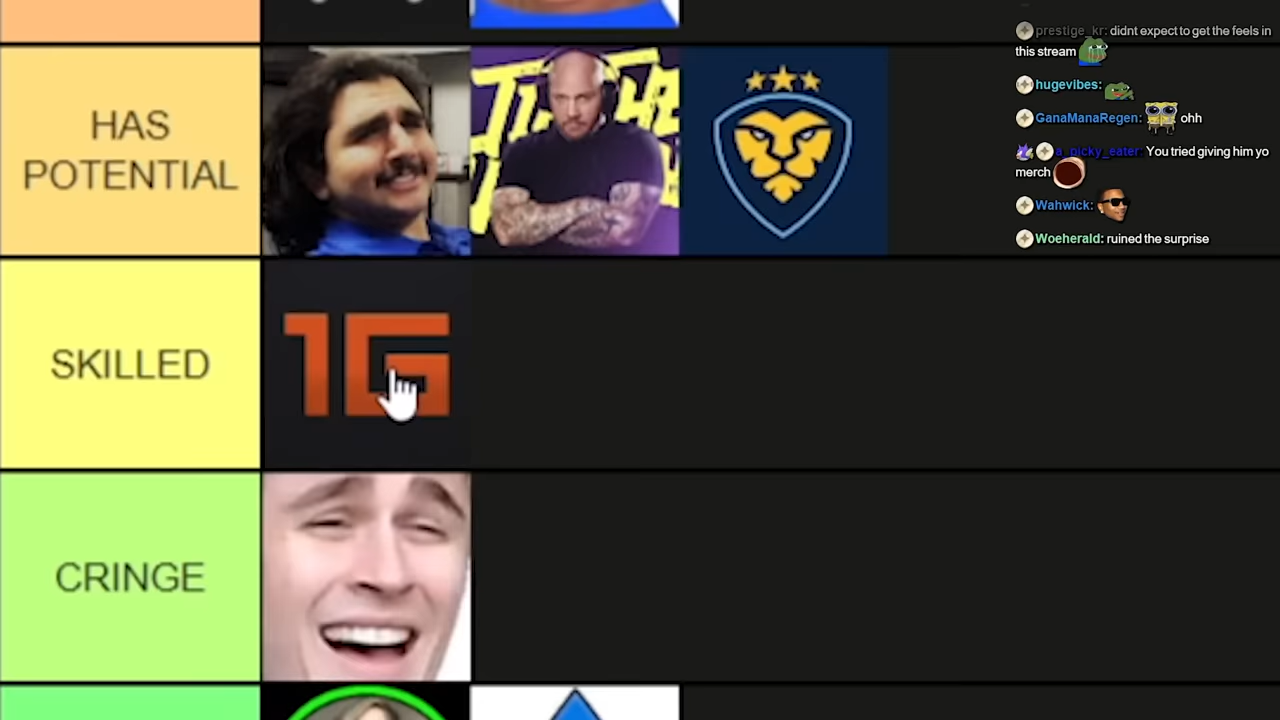 HAS
POTENTIAL
SKILLED
1G
CRINGE
prestige_kr: didnt expect to get the feels in
this stream
hugevibes:
GanaManaRegen: ohh
a_picky_eater: You tried giving him yo
merch
Wahwick:
Woeherald: ruined the surprise